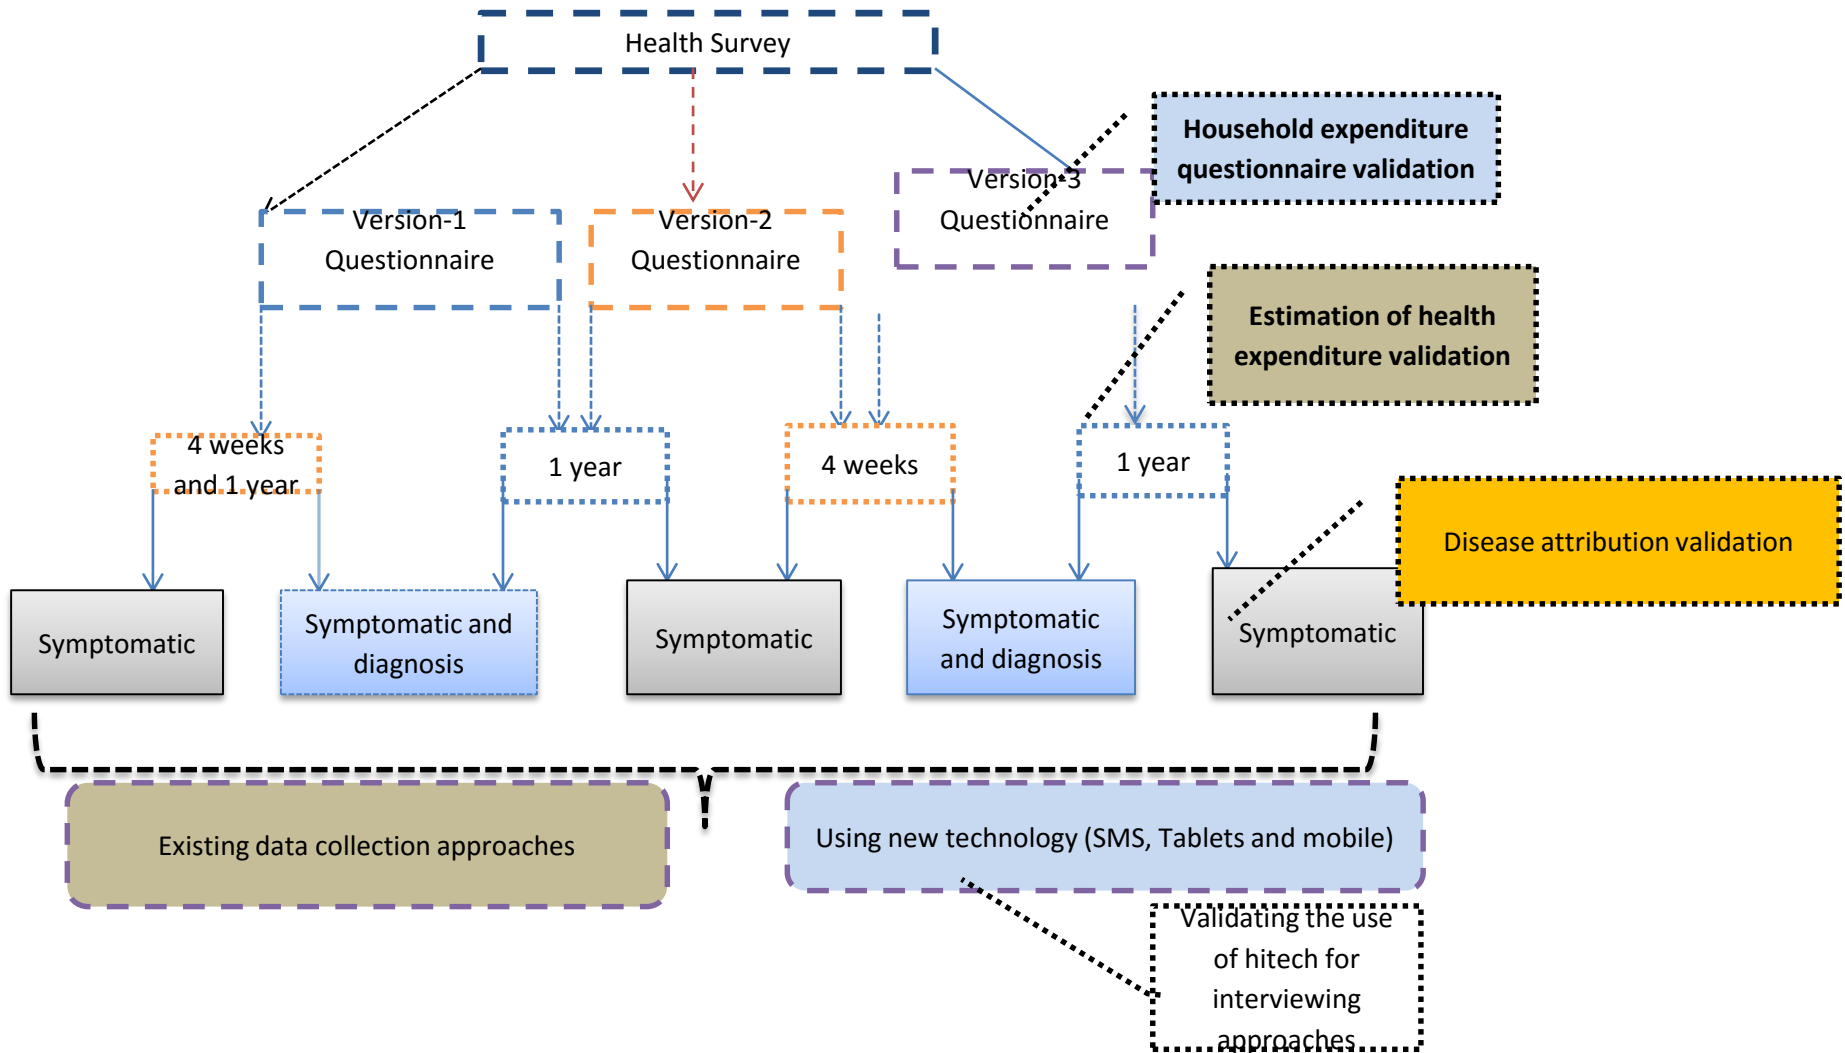 Health Survey
Household expenditure
questionnaire validation
Version-1
Questionnaire
Version-2
Questionnaire
Version-3
Questionnaire
Estimation of health
expenditure validation
4 weeks
and 1 year
1 year
4 weeks
1 year
Disease attribution validation
Symptomatic
Symptomatic and
diagnosis
Symptomatic
Symptomatic
and diagnosis
Symptomatic
Existing data collection approaches
Using new technology (SMS, Tablets and mobile)
Validating the use
of hitech for
interviewing
approaches